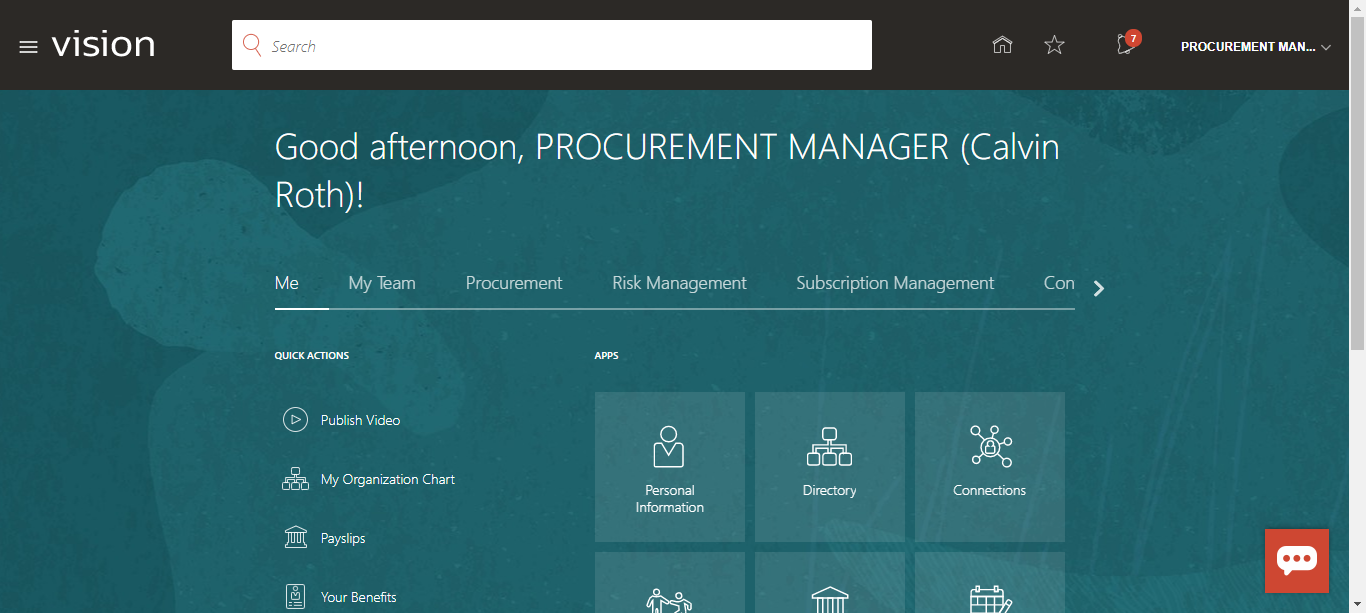 vision
Search
7
PROCUREMENT MAN...
Good afternoon, PROCUREMENT MANAGER (Calvin
Roth)!
Me
My Team
Procurement
Risk Management
Subscription Management
Con
QUICK ACTIONS
Publish Video
My Organization Chart
Payslips
Your Benefits
APPS
Personal
Information
Directory
Connections